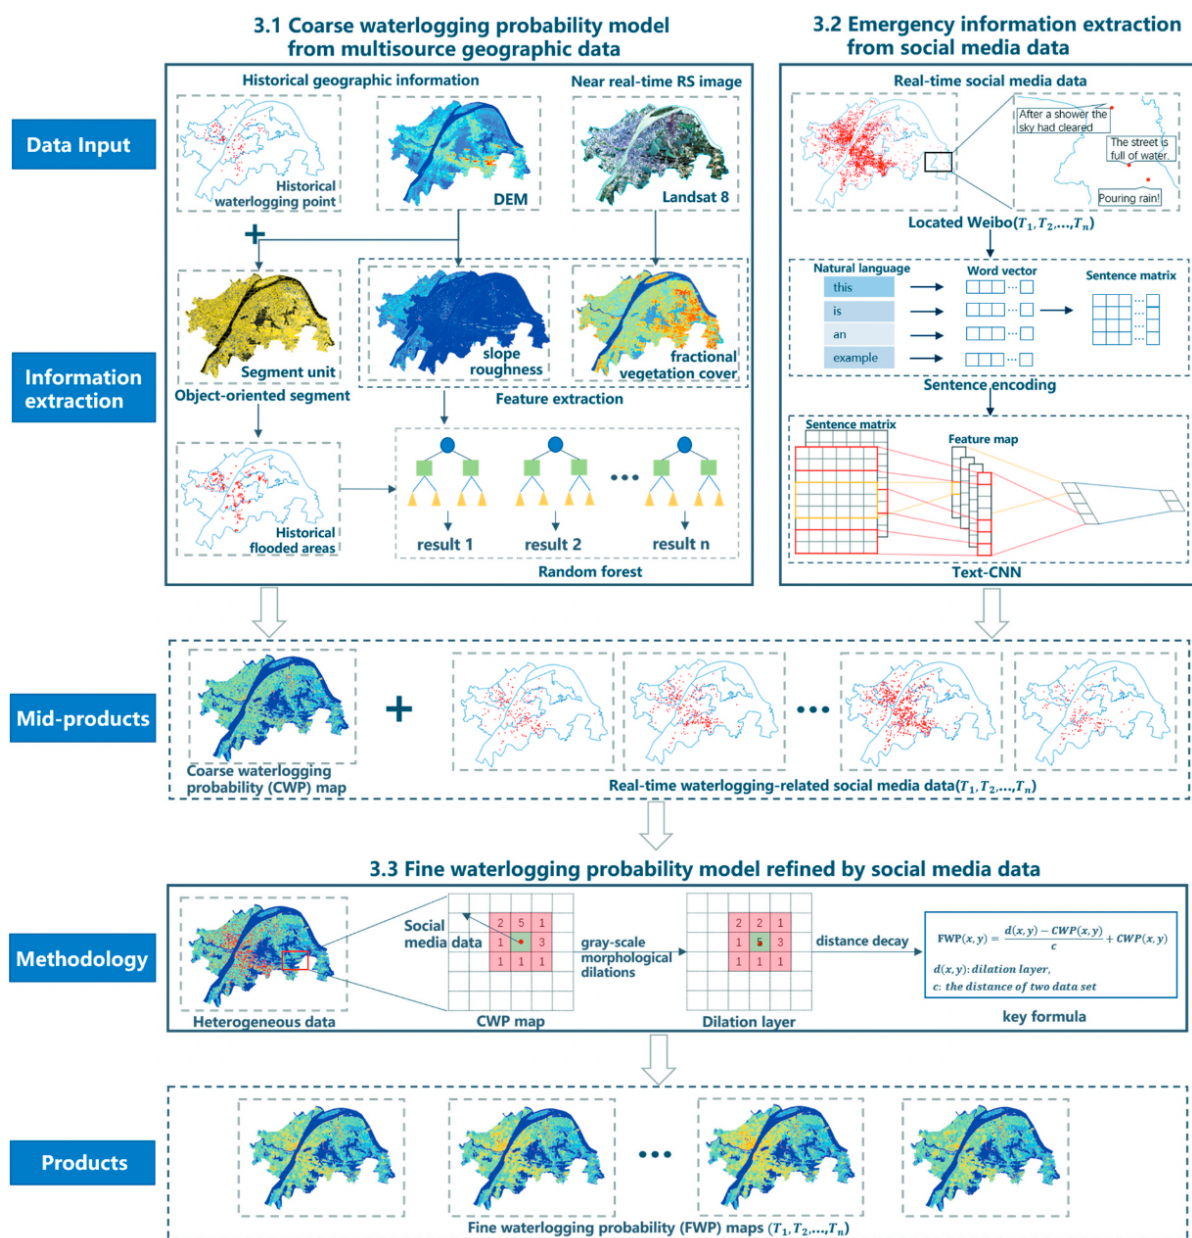 3.1 Coarse waterlogging probability model
from multisource geographic data
3.2 Emergency information extraction
from social media data
Data Input
Historical geographic information
Near real-time RS image
Historical
waterlogging point
DEM
Landsat 8
+
Real-time social media data
After a shower the
sky had cleared
The street is
full of water.
Pouring rain!
Located Weibo(T₁,T₂,...,Tₙ)
Information
extraction
Segment unit
Object-oriented segment
slope
roughness
fractional
vegetation cover
Feature extraction
Historical
flooded areas
result 1
result 2
result n
Random forest
Natural language
Word vector
Sentence matrix
this
is
an
example
Sentence encoding
Sentence matrix
Feature map
Text-CNN
Mid-products
Coarse waterlogging
probability (CWP) map
+
Real-time waterlogging-related social media data(T₁,T₂,...,Tₙ)
3.3 Fine waterlogging probability model refined by social media data
Methodology
Heterogeneous data
Social
media data
2 5 1
1 3
1 1 1
CWP map
gray-scale
morphological
dilations
2 2 1
1 5 3
1 1 1
Dilation layer
distance decay
FWP(x, y) = (d(x, y) − CWP(x, y)) / c + CWP(x, y)
d(x, y): dilation layer,
c: the distance of two data set
key formula
Products
Fine waterlogging probability (FWP) maps (T₁,T₂,...,Tₙ)